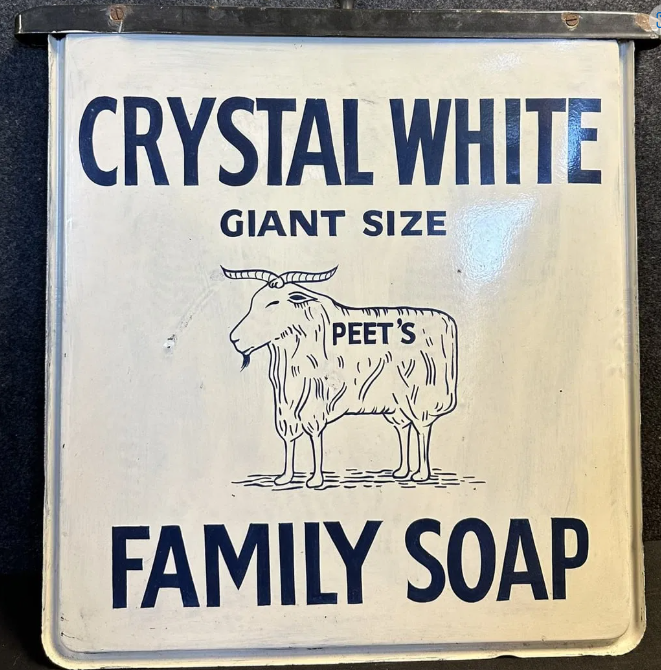 CRYSTAL WHITE
GIANT SIZE
PEET'S
FAMILY SOAP